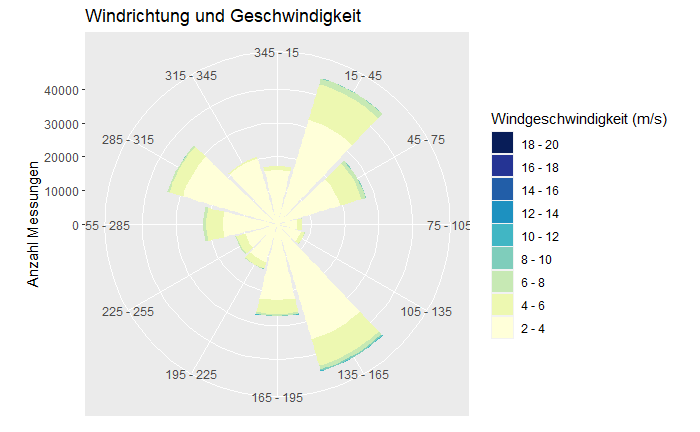 Windrichtung und Geschwindigkeit
345 - 15
315 - 345
15 - 45
285 - 315
45 - 75
55 - 285
75 - 105
225 - 255
105 - 135
195 - 225
135 - 165
165 - 195
40000
30000
20000
10000
0
Anzahl Messungen
Windgeschwindigkeit (m/s)
18 - 20
16 - 18
14 - 16
12 - 14
10 - 12
8 - 10
6 - 8
4 - 6
2 - 4